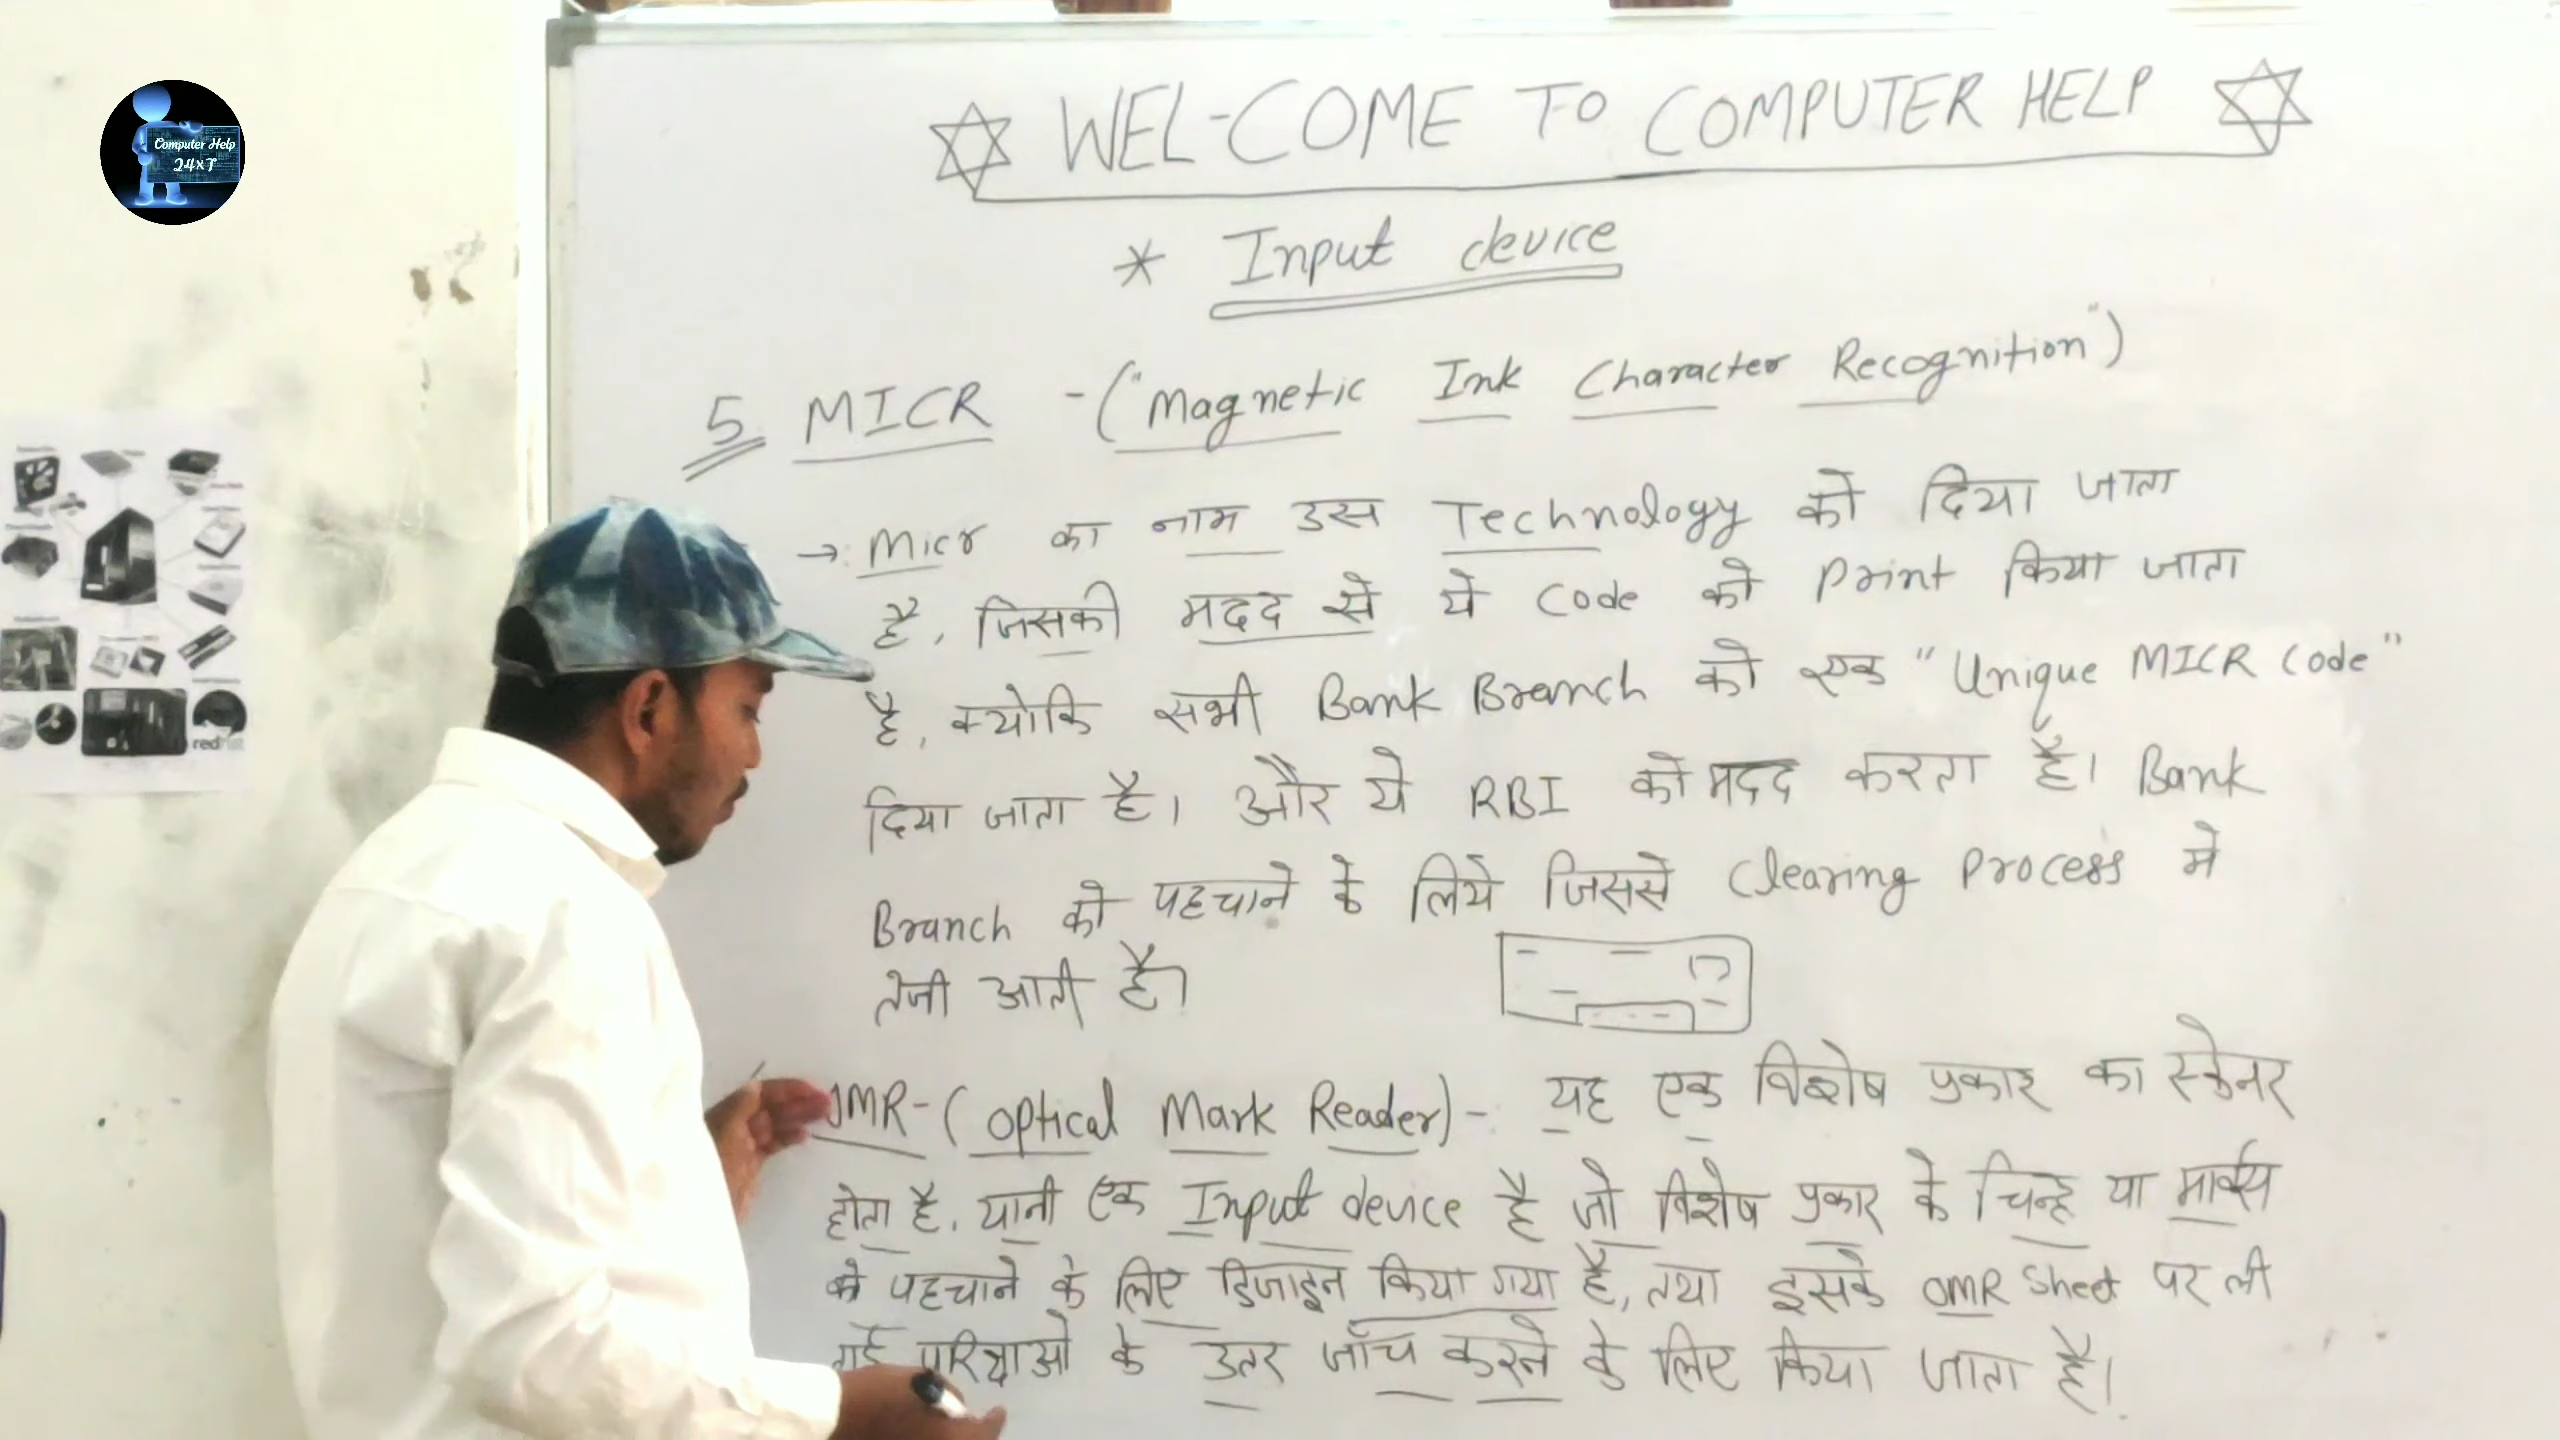 Computer Help
24x7
WEL-COME TO COMPUTER HELP
* Input device
5. MICR - ("Magnetic Ink Character Recognition")
→ Micr का नाम उस Technology को दिया जाता
है, जिसकी मदद से ये Code को Print किया जाता
है, क्योकि सभी Bank Branch को एक "Unique MICR Code"
दिया जाता है। और ये RBI को मदद करता है। Bank
Branch को पहचाने के लिये जिससे Clearing Process मे
तेजी आती है।
OMR- (Optical Mark Reader) - यह एक विशेष प्रकार का स्केनर
होता है, यानी एक Input device है जो विशेष प्रकार के चिन्ह या मार्क्स
को पहचाने के लिए डिजाइन किया गया है, तथा इसके OMR Sheet पर ली
गई परिक्षाओ के उतर जाँच करने के लिए किया जाता है।
red